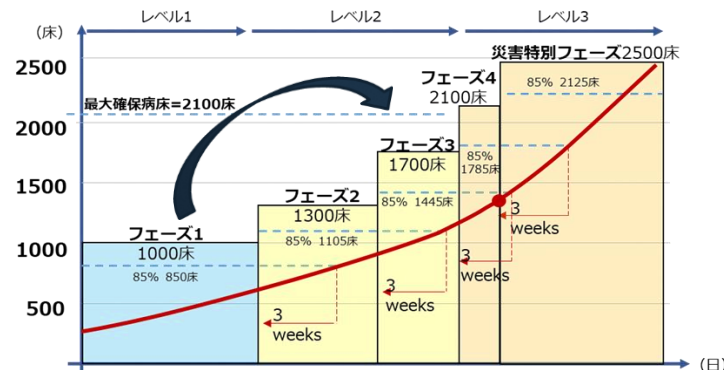 レベル1
レベル2
レベル3
(床)
2500
2000
1500
1000
500
最大確保病床=2100床
フェーズ1
1000床
85% 850床
フェーズ2
1300床
85% 1105床
3
weeks
フェーズ3
1700床
85% 1445床
3
weeks
フェーズ4
2100床
85%
1785床
3
weeks
災害特別フェーズ2500床
85% 2125床
3
weeks
(日)